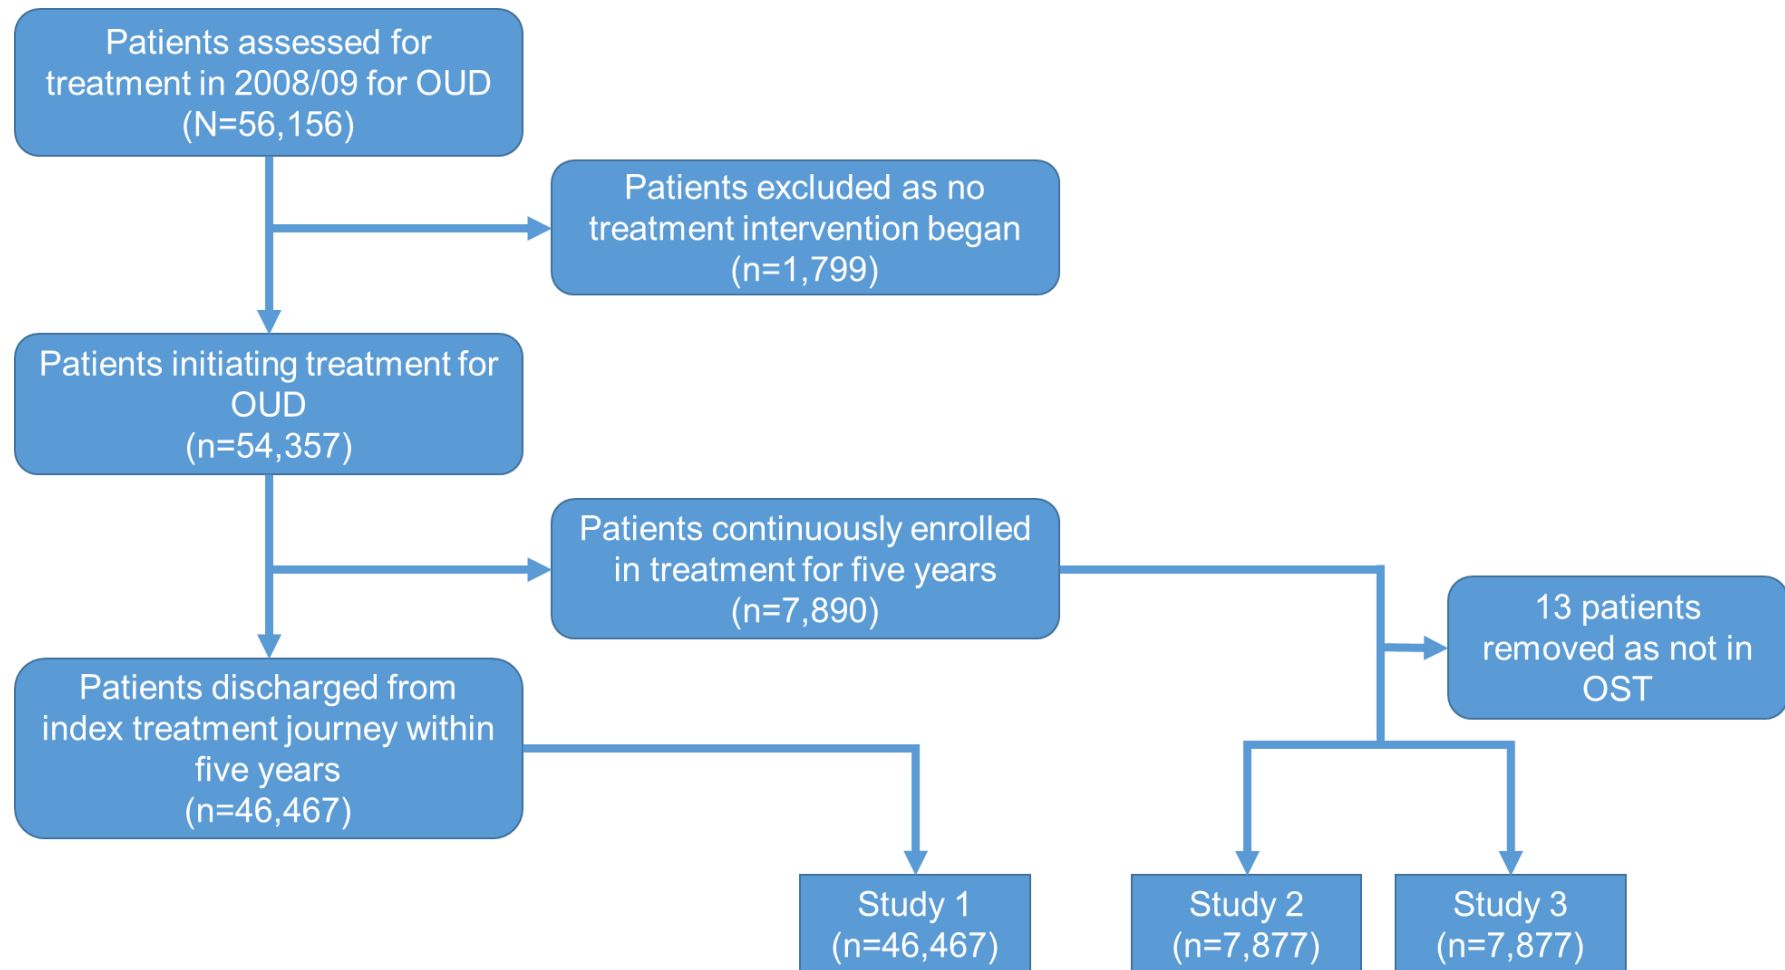 Patients assessed for
treatment in 2008/09 for OUD
(N=56,156)
Patients excluded as no
treatment intervention began
(n=1,799)
Patients initiating treatment for
OUD
(n=54,357)
Patients continuously enrolled
in treatment for five years
(n=7,890)
13 patients
removed as not in
OST
Patients discharged from
index treatment journey within
five years
(n=46,467)
Study 1
(n=46,467)
Study 2
(n=7,877)
Study 3
(n=7,877)